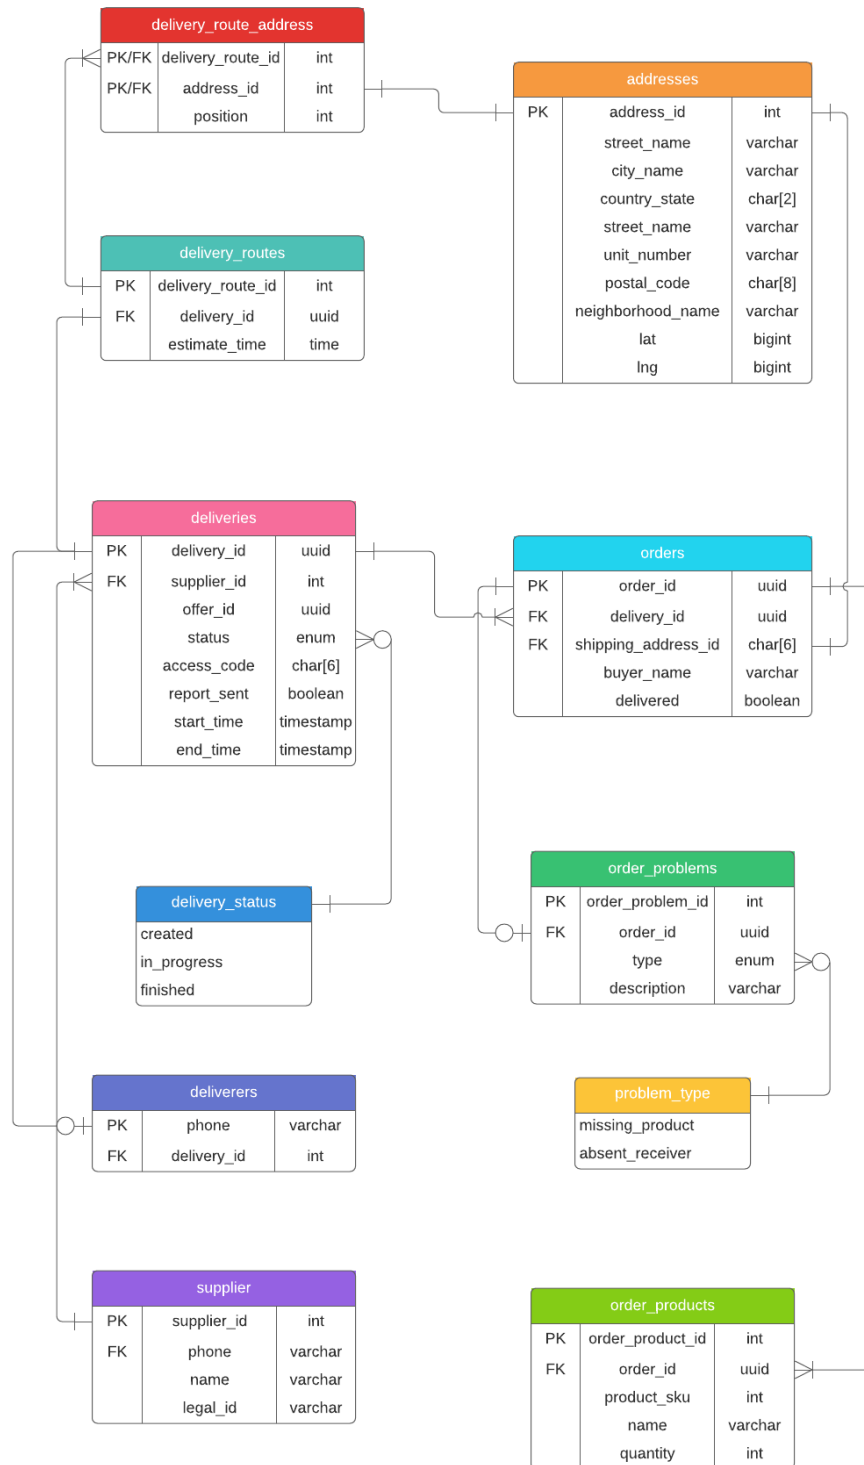 delivery_route_address
PK/FK delivery_route_id int
PK/FK address_id int
position int
addresses
PK address_id int
street_name varchar
city_name varchar
country_state char[2]
street_name varchar
unit_number varchar
postal_code char[8]
neighborhood_name varchar
lat bigint
lng bigint
delivery_routes
PK delivery_route_id int
FK delivery_id uuid
estimate_time time
deliveries
PK delivery_id uuid
FK supplier_id int
offer_id uuid
status enum
access_code char[6]
report_sent boolean
start_time timestamp
end_time timestamp
orders
PK order_id uuid
FK delivery_id uuid
FK shipping_address_id char[6]
buyer_name varchar
delivered boolean
delivery_status
created
in_progress
finished
order_problems
PK order_problem_id int
FK order_id uuid
type enum
description varchar
deliverers
PK phone varchar
FK delivery_id int
problem_type
missing_product
absent_receiver
supplier
PK supplier_id int
FK phone varchar
name varchar
legal_id varchar
order_products
PK order_product_id int
FK order_id uuid
product_sku int
name varchar
quantity int